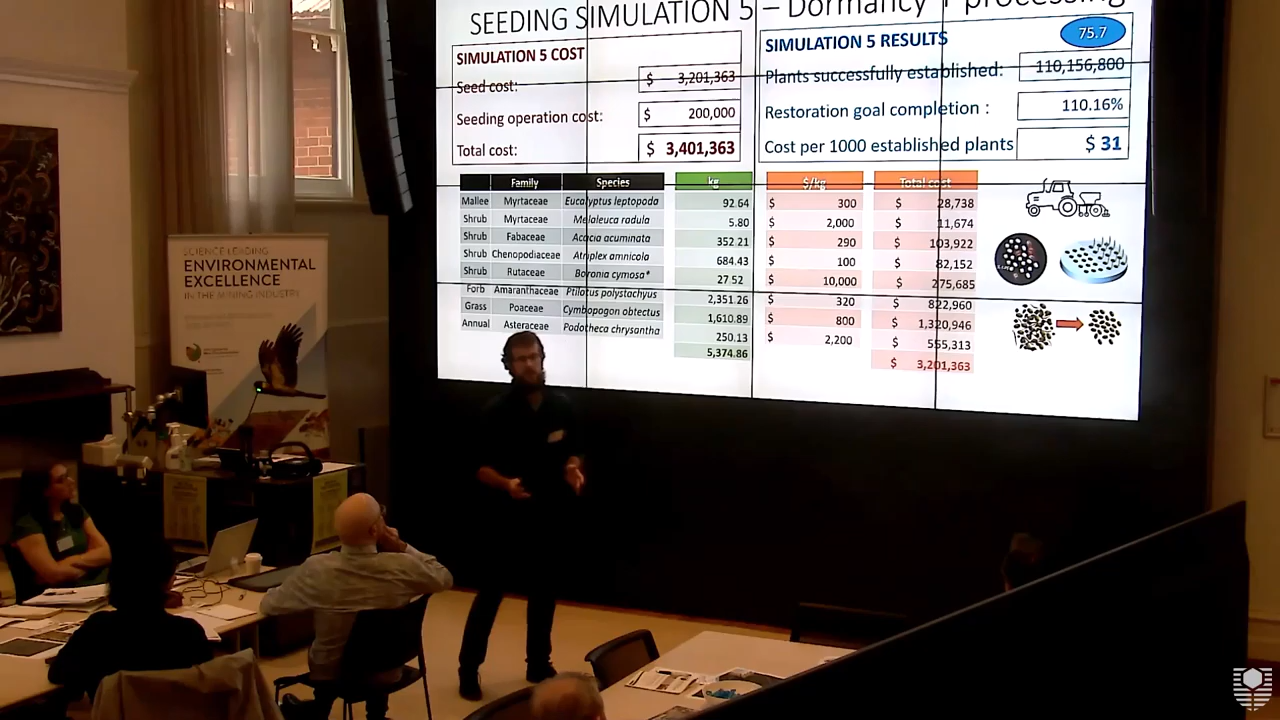 SEEDING SIMULATION 5 – Dormancy + processing
SIMULATION 5 COST
Seed cost: $ 3,201,363
Seeding operation cost: $ 200,000
Total cost: $ 3,401,363
SIMULATION 5 RESULTS 75.7
Plants successfully established: 110,156,800
Restoration goal completion : 110.16%
Cost per 1000 established plants $ 31
Family Species kg $/kg Total cost
Mallee Myrtaceae Eucalyptus leptopoda 92.64 $ 300 $ 28,738
Shrub Myrtaceae Melaleuca radula 5.80 $ 2,000 $ 11,674
Shrub Fabaceae Acacia acuminata 352.21 $ 290 $ 103,922
Shrub Chenopodiaceae Atriplex amnicola 684.43 $ 100 $ 82,152
Shrub Rutaceae Boronia cymosa* 27.52 $ 10,000 $ 275,685
Forb Amaranthaceae Ptilotus polystachyus 2,351.26 $ 320 $ 822,960
Grass Poaceae Cymbopogon obtectus 1,610.89 $ 800 $ 1,320,946
Annual Asteraceae Podotheca chrysantha 250.13 $ 2,200 $ 555,313
5,374.86 $ 3,201,363
SCIENCE LEADING
ENVIRONMENTAL
EXCELLENCE
IN THE MINING INDUSTRY